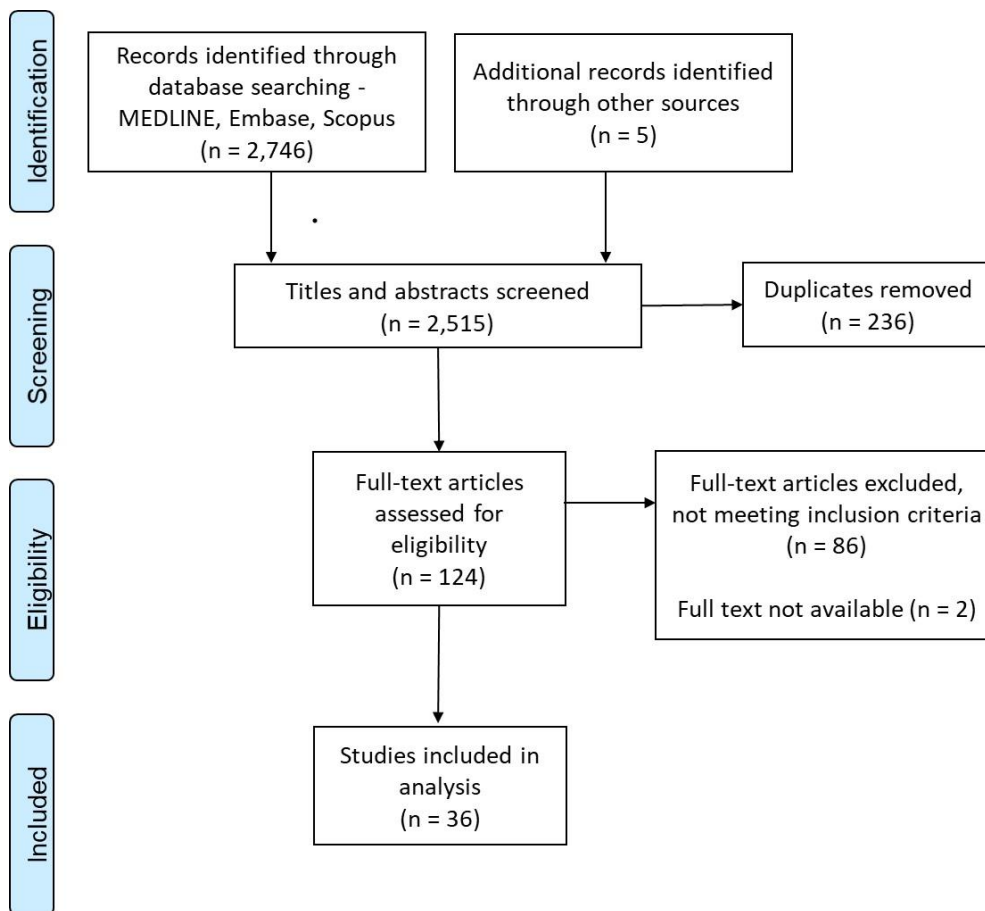 Identification
Records identified through
database searching -
MEDLINE, Embase, Scopus
(n = 2,746)
Additional records identified
through other sources
(n = 5)
Screening
Titles and abstracts screened
(n = 2,515)
Duplicates removed
(n = 236)
Eligibility
Full-text articles
assessed for
eligibility
(n = 124)
Full-text articles excluded,
not meeting inclusion criteria
(n = 86)
Full text not available (n = 2)
Included
Studies included in
analysis
(n = 36)